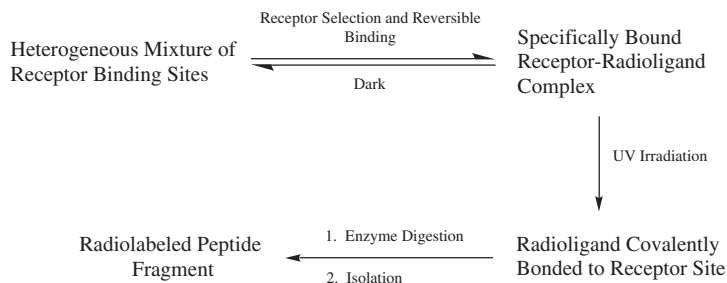 Heterogeneous Mixture of
Receptor Binding Sites
Receptor Selection and Reversible
Binding
Dark
Specifically Bound
Receptor-Radioligand
Complex
UV Irradiation
Radioligand Covalently
Bonded to Receptor Site
1. Enzyme Digestion
2. Isolation
Radiolabeled Peptide
Fragment